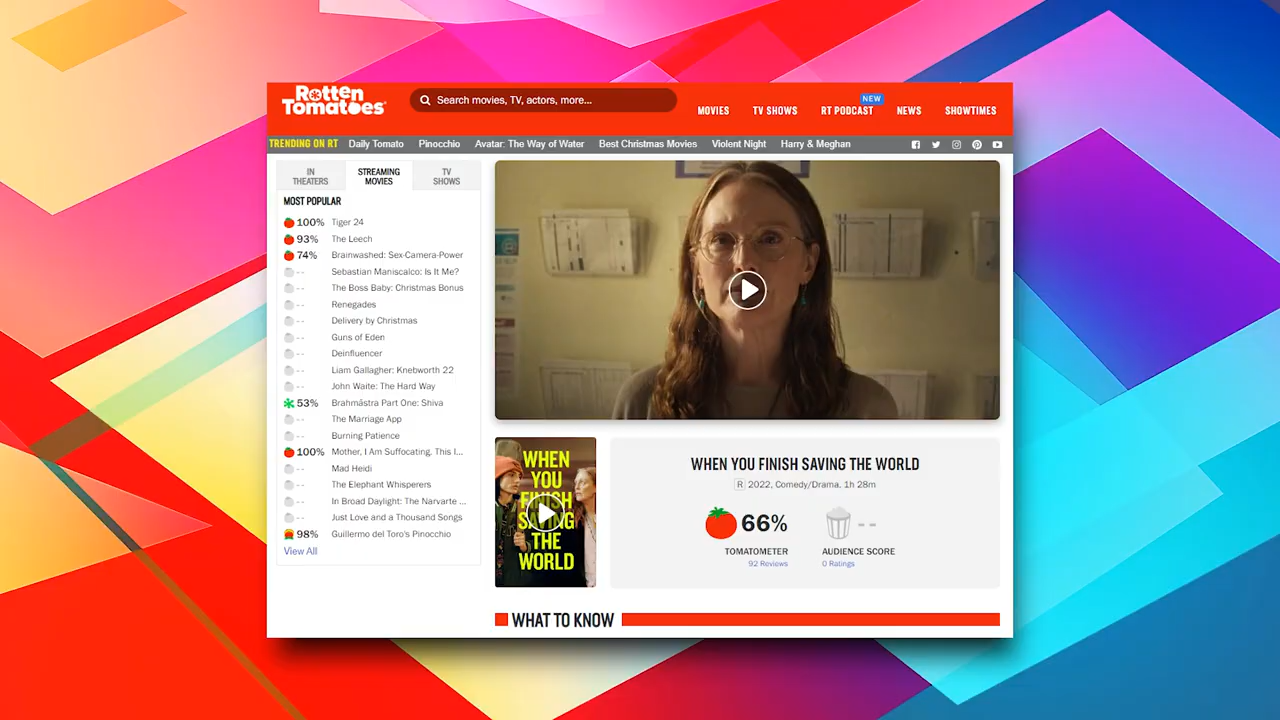 Rotten
Tomatoes
Search movies, TV, actors, more...
MOVIES
TV SHOWS
NEW
RT PODCAST
NEWS
SHOWTIMES
TRENDING ON RT
Daily Tomato
Pinocchio
Avatar: The Way of Water
Best Christmas Movies
Violent Night
Harry & Meghan
IN
THEATERS
STREAMING
MOVIES
TV
SHOWS
MOST POPULAR
100% Tiger 24
93% The Leech
74% Brainwashed: Sex-Camera-Power
- - Sebastian Maniscalco: Is It Me?
- - The Boss Baby: Christmas Bonus
- - Renegades
- - Delivery by Christmas
- - Guns of Eden
- - Deinfluencer
- - Liam Gallagher: Knebworth 22
- - John Waite: The Hard Way
53% Brahmāstra Part One: Shiva
- - The Marriage App
- - Burning Patience
100% Mother, I Am Suffocating. This I...
- - Mad Heidi
- - The Elephant Whisperers
- - In Broad Daylight: The Narvarte ...
- - Just Love and a Thousand Songs
98% Guillermo del Toro's Pinocchio
View All
WHEN
YOU
FINISH
SAVING
THE
WORLD
WHEN YOU FINISH SAVING THE WORLD
R 2022, Comedy/Drama, 1h 28m
66%
TOMATOMETER
92 Reviews
- -
AUDIENCE SCORE
0 Ratings
WHAT TO KNOW